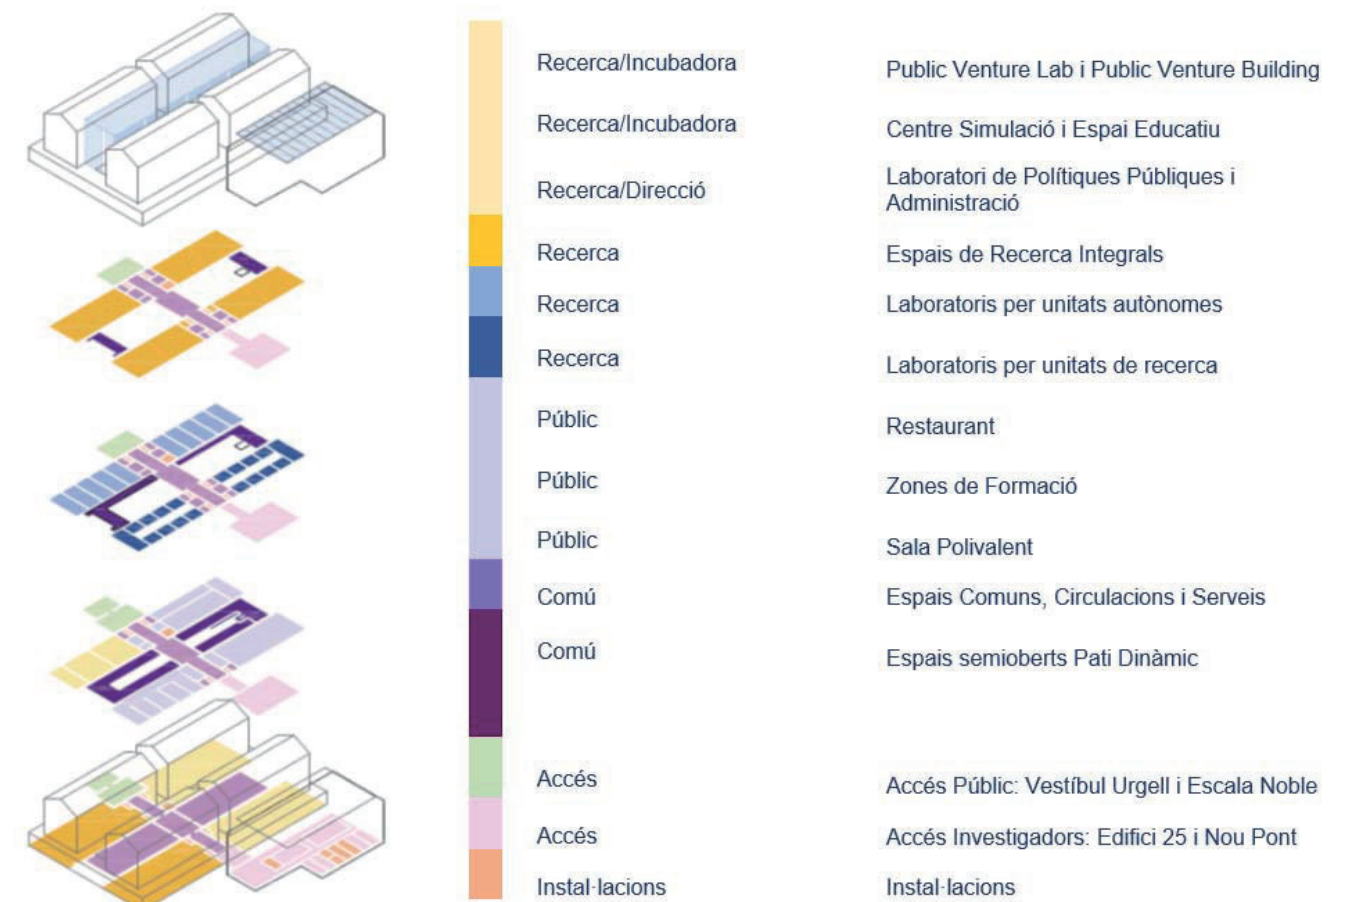 Recerca/Incubadora
Public Venture Lab i Public Venture Building
Recerca/Incubadora
Centre Simulació i Espai Educatiu
Recerca/Direcció
Laboratori de Polítiques Públiques i
Administració
Recerca
Espais de Recerca Integrals
Recerca
Laboratoris per unitats autònomes
Recerca
Laboratoris per unitats de recerca
Públic
Restaurant
Públic
Zones de Formació
Públic
Sala Polivalent
Comú
Espais Comuns, Circulacions i Serveis
Comú
Espais semioberts Pati Dinàmic
Accés
Accés Públic: Vestíbul Urgell i Escala Noble
Accés
Accés Investigadors: Edifici 25 i Nou Pont
Instal·lacions
Instal·lacions